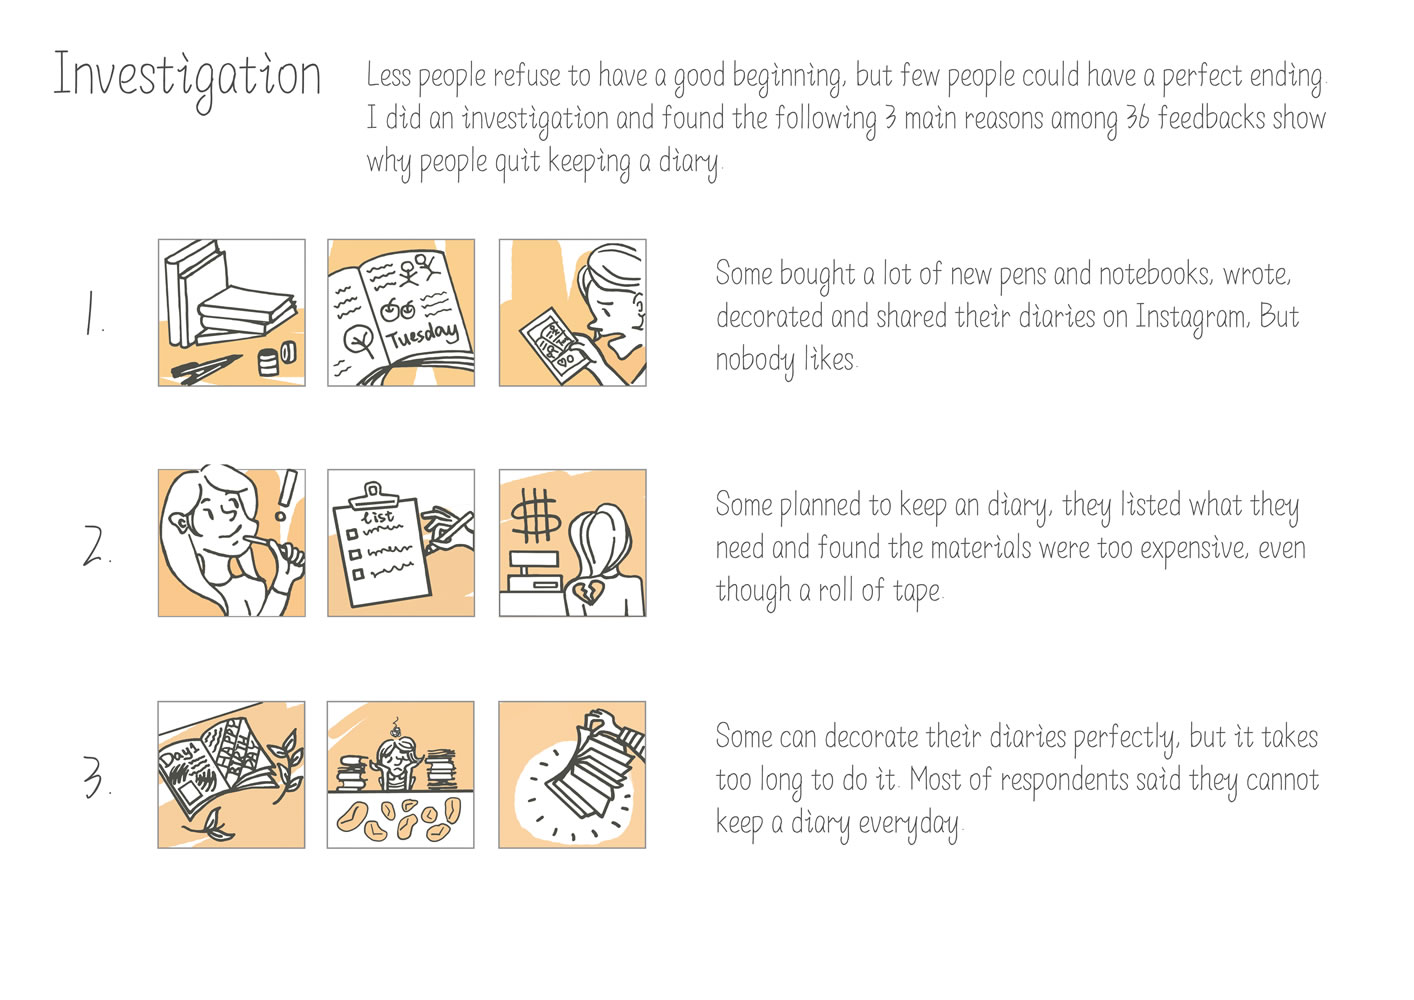 Investigation
Less people refuse to have a good beginning, but few people could have a perfect ending.
I did an investigation and found the following 3 main reasons among 36 feedbacks show
why people quit keeping a diary.
1.
Tuesday
Some bought a lot of new pens and notebooks, wrote,
decorated and shared their diaries on Instagram, But
nobody likes.
2.
list
Some planned to keep an diary, they listed what they
need and found the materials were too expensive, even
though a roll of tape.
3.
Day1
Some can decorate their diaries perfectly, but it takes
too long to do it. Most of respondents said they cannot
keep a diary everyday.